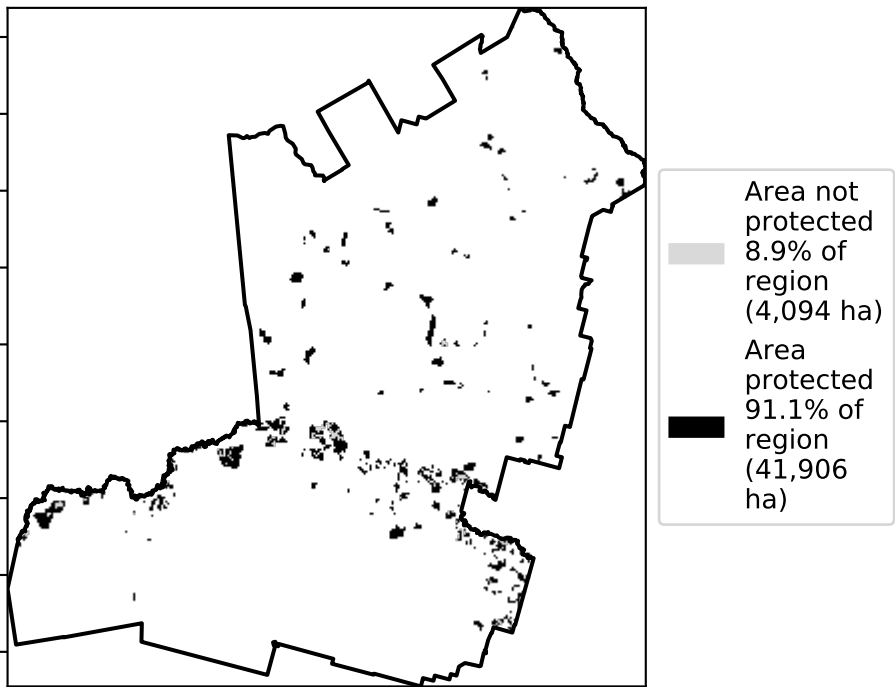 Area not
protected
8.9% of
region
(4,094 ha)
Area
protected
91.1% of
region
(41,906
ha)